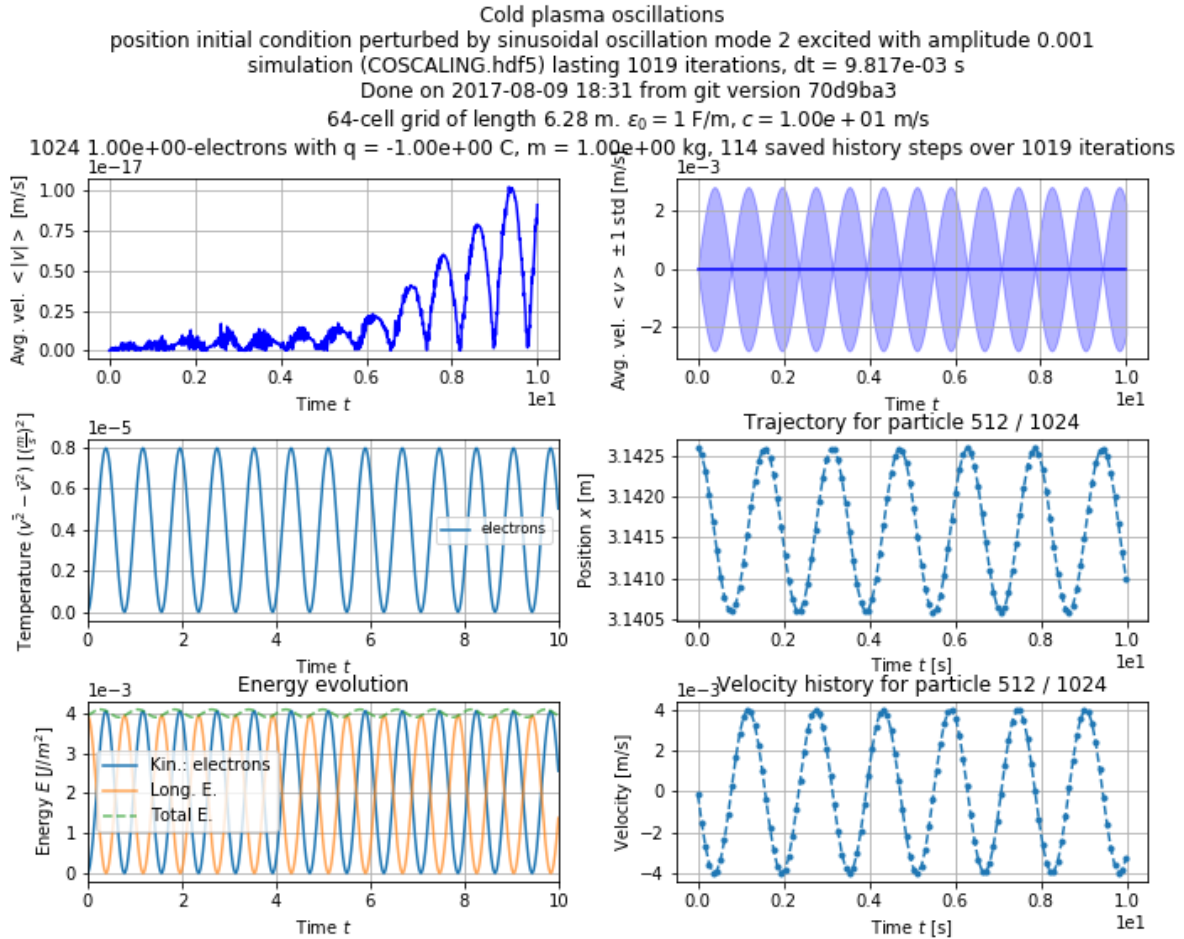 Cold plasma oscillations
position initial condition perturbed by sinusoidal oscillation mode 2 excited with amplitude 0.001
simulation (COSCALING.hdf5) lasting 1019 iterations, dt = 9.817e-03 s
Done on 2017-08-09 18:31 from git version 70d9ba3
64-cell grid of length 6.28 m. ε₀ = 1 F/m, c = 1.00e + 01 m/s
1024 1.00e+00-electrons with q = -1.00e+00 C, m = 1.00e+00 kg, 114 saved history steps over 1019 iterations
1e−17
Avg. vel. < |v| > [m/s]
1.00
0.75
0.50
0.25
0.00
0.0 0.2 0.4 0.6 0.8 1.0
Time t
1e1
1e−3
Avg. vel. < v > ± 1 std [m/s]
2
0
−2
0.0 0.2 0.4 0.6 0.8 1.0
Time t
1e1
1e−5
Temperature (v̄² − v̄²) [(m/s)²]
0.8
0.6
0.4
0.2
0.0
electrons
0 2 4 6 8 10
Time t
Trajectory for particle 512 / 1024
Position x [m]
3.1425
3.1420
3.1415
3.1410
3.1405
0.0 0.2 0.4 0.6 0.8 1.0
Time t [s]
1e1
Energy evolution
1e−3
Energy E [J/m²]
4
3
2
1
0
Kin.: electrons
Long. E.
Total E.
0 2 4 6 8 10
Time t
Velocity history for particle 512 / 1024
1e−3
Velocity [m/s]
4
2
0
−2
−4
0.0 0.2 0.4 0.6 0.8 1.0
Time t [s]
1e1